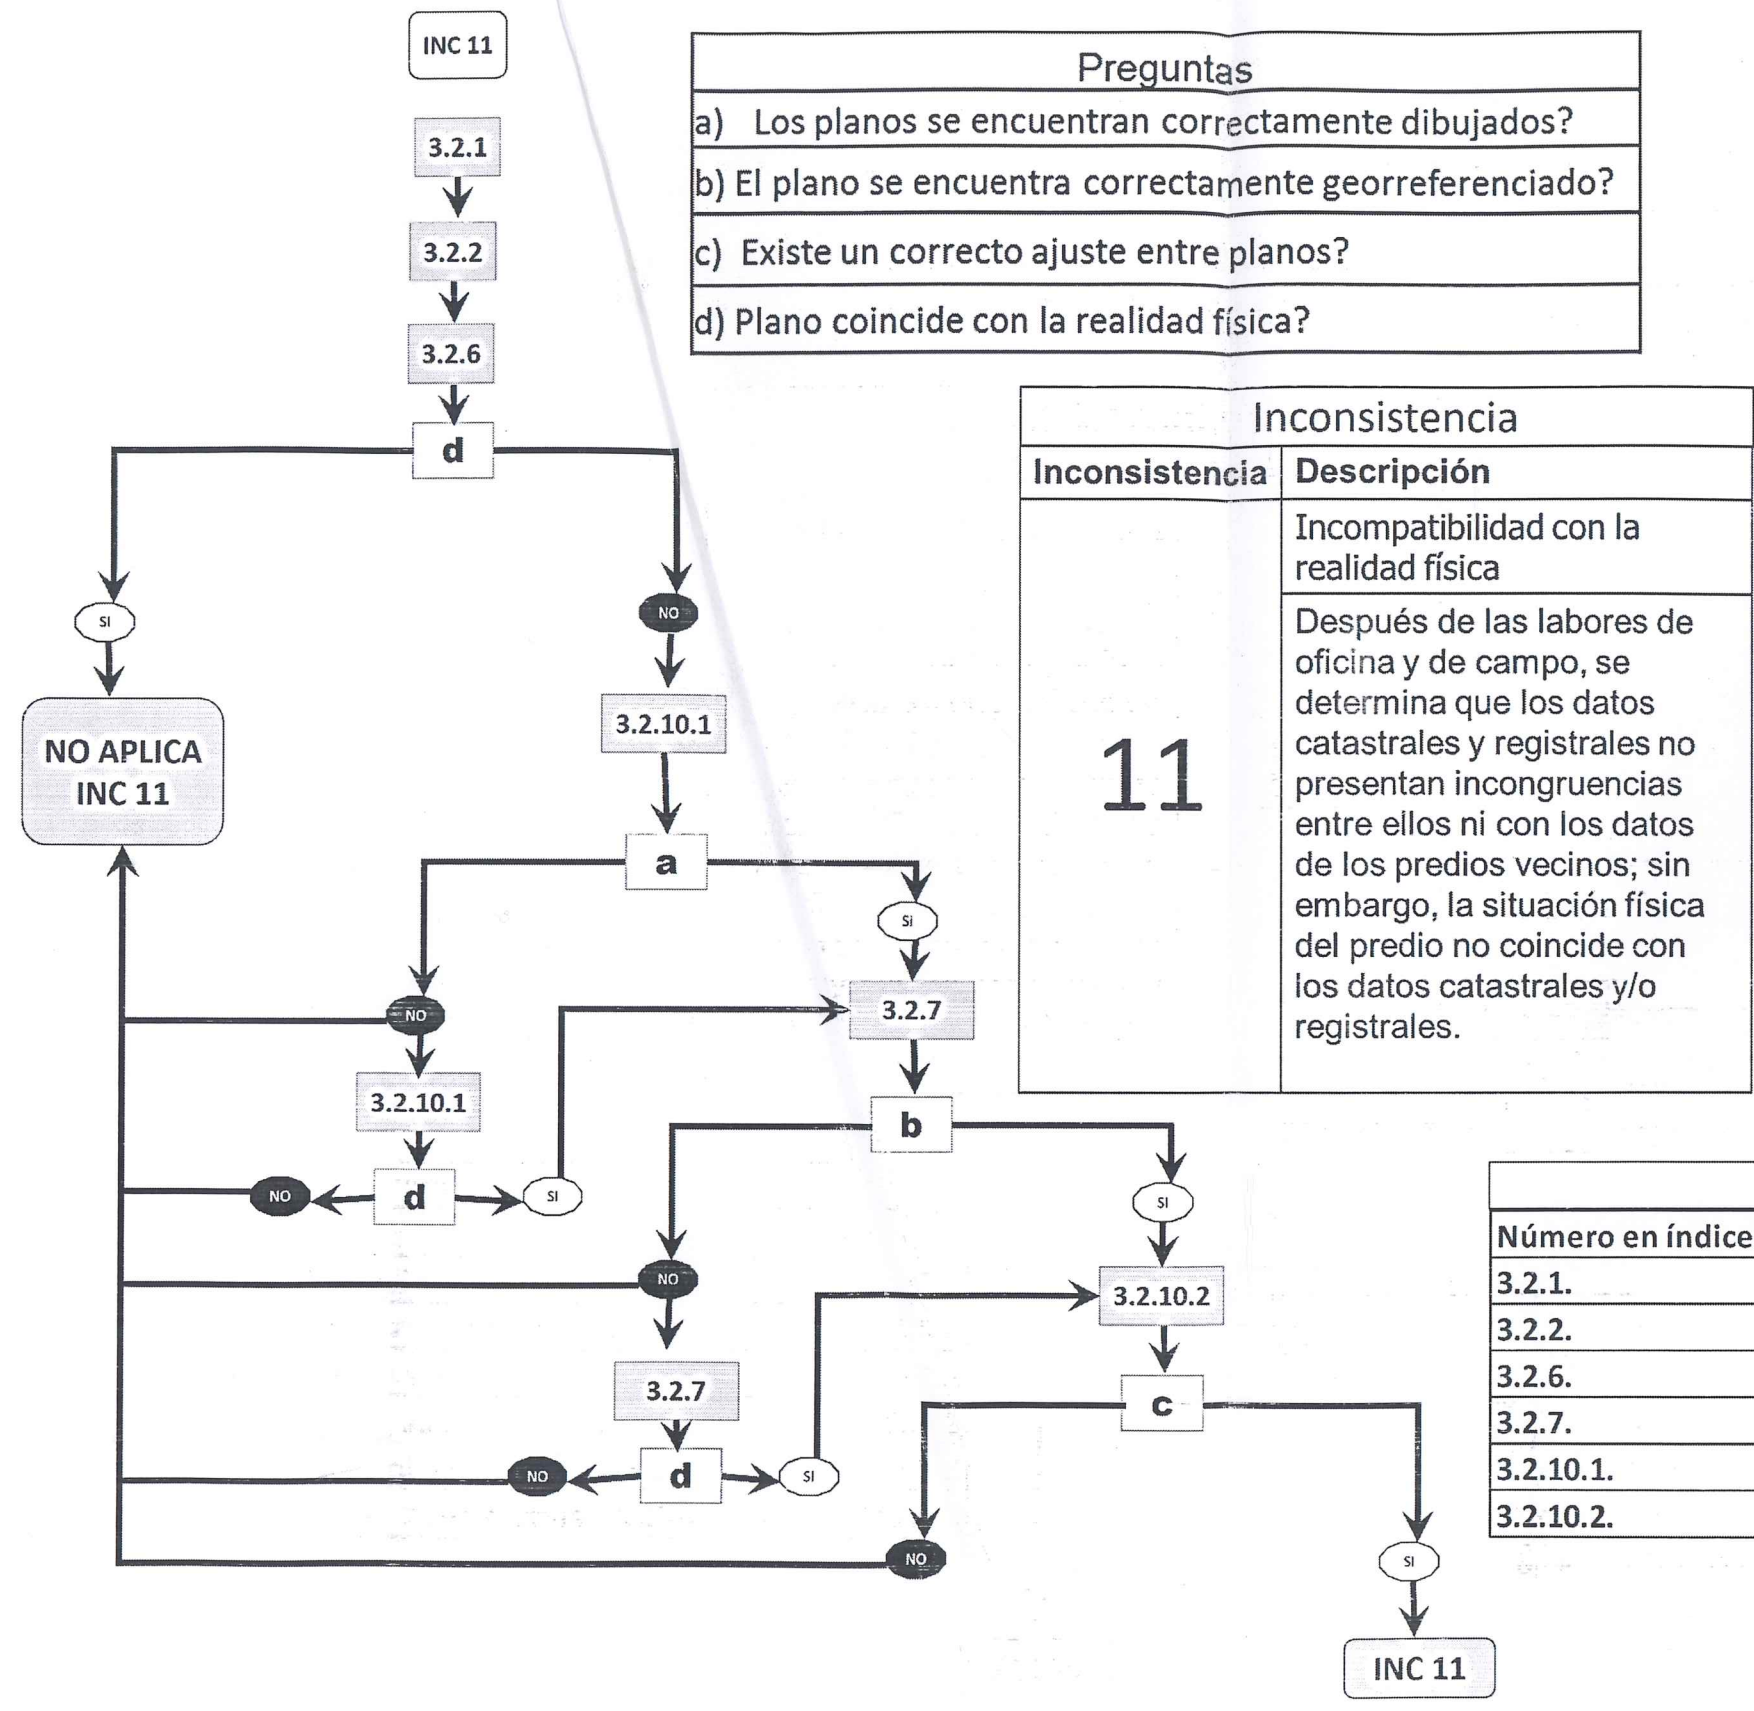 INC 11
Preguntas
a) Los planos se encuentran correctamente dibujados?
b) El plano se encuentra correctamente georreferenciado?
c) Existe un correcto ajuste entre planos?
d) Plano coincide con la realidad física?
3.2.1
3.2.2
3.2.6
d
SI
NO
NO APLICA
INC 11
3.2.10.1
a
NO
SI
3.2.7
3.2.10.1
d
NO
SI
b
NO
SI
3.2.7
3.2.10.2
d
NO
SI
c
NO
SI
INC 11
Inconsistencia
Inconsistencia
Descripción
11
Incompatibilidad con la
realidad física
Después de las labores de
oficina y de campo, se
determina que los datos
catastrales y registrales no
presentan incongruencias
entre ellos ni con los datos
de los predios vecinos; sin
embargo, la situación física
del predio no coincide con
los datos catastrales y/o
registrales.
Número en índice
3.2.1.
3.2.2.
3.2.6.
3.2.7.
3.2.10.1.
3.2.10.2.